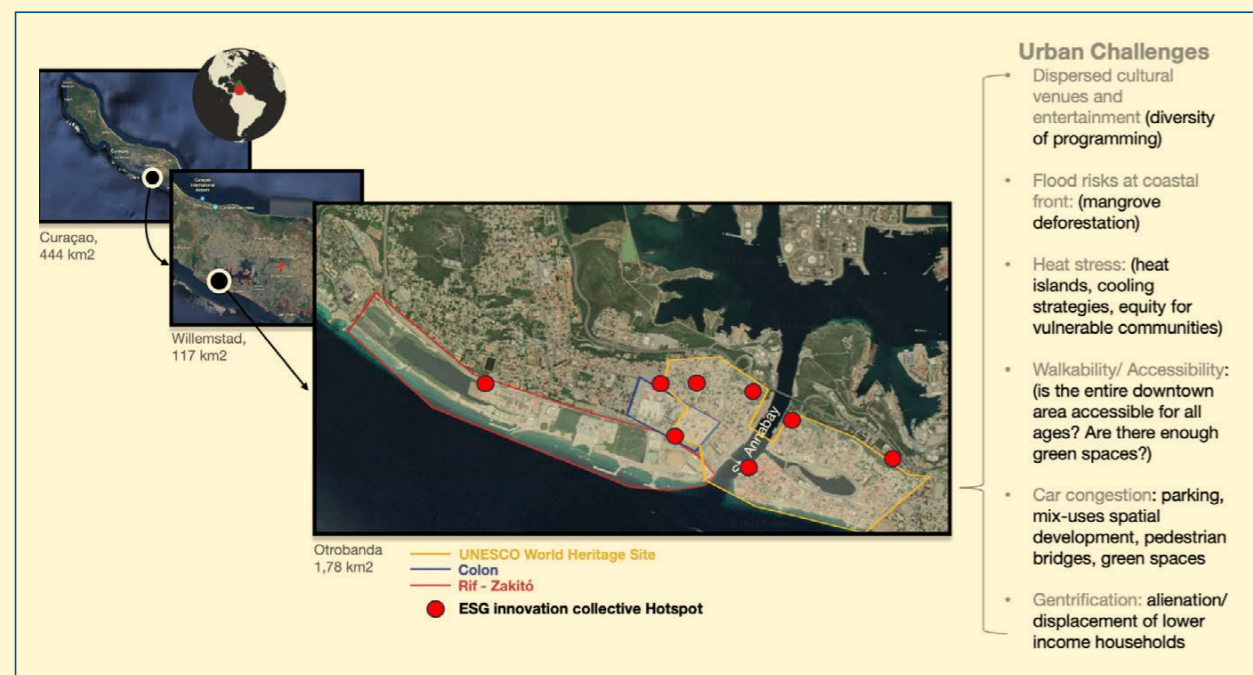 Urban Challenges
• Dispersed cultural
venues and
entertainment (diversity
of programming)
• Flood risks at coastal
front: (mangrove
deforestation)
• Heat stress: (heat
islands, cooling
strategies, equity for
vulnerable communities)
• Walkability/ Accessibility:
(is the entire downtown
area accessible for all
ages? Are there enough
green spaces?)
• Car congestion: parking,
mix-uses spatial
development, pedestrian
bridges, green spaces
• Gentrification: alienation/
displacement of lower
income households
Curaçao,
444 km2
Curaçao
International
Airport
Willemstad,
117 km2
Annabay
Otrobanda
1,78 km2
UNESCO World Heritage Site
Colon
Rif - Zakitó
ESG innovation collective Hotspot